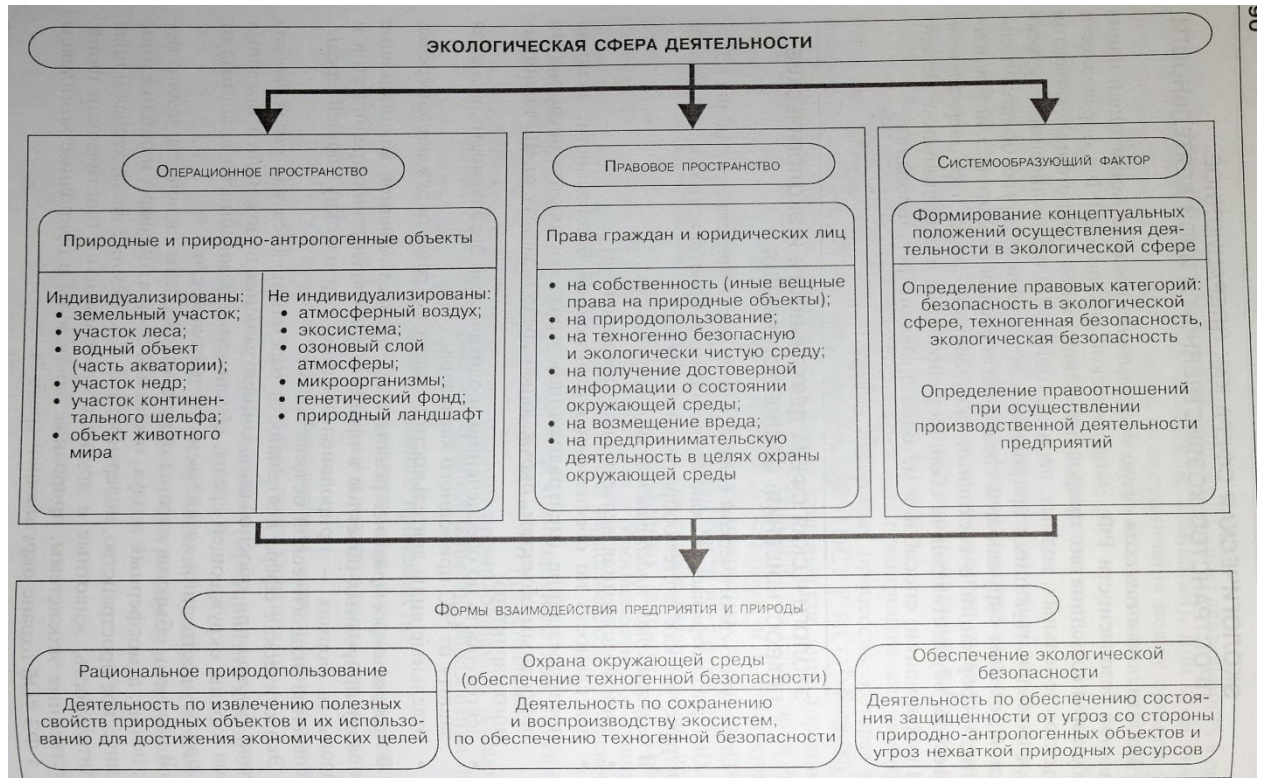 90
ЭКОЛОГИЧЕСКАЯ СФЕРА ДЕЯТЕЛЬНОСТИ
ОПЕРАЦИОННОЕ ПРОСТРАНСТВО
Природные и природно-антропогенные объекты
Индивидуализированы:
• земельный участок;
• участок леса;
• водный объект
(часть акватории);
• участок недр;
• участок континен-
тального шельфа;
• объект животного
мира
Не индивидуализированы:
• атмосферный воздух;
• экосистема;
• озоновый слой
атмосферы;
• микроорганизмы;
• генетический фонд;
• природный ландшафт
ПРАВОВОЕ ПРОСТРАНСТВО
Права граждан и юридических лиц
• на собственность (иные вещные
права на природные объекты);
• на природопользование;
• на техногенно безопасную
и экологически чистую среду;
• на получение достоверной
информации о состоянии
окружающей среды;
• на возмещение вреда;
• на предпринимательскую
деятельность в целях охраны
окружающей среды
СИСТЕМООБРАЗУЮЩИЙ ФАКТОР
Формирование концептуальных
положений осуществления дея-
тельности в экологической сфере
Определение правовых категорий:
безопасность в экологической
сфере, техногенная безопасность,
экологическая безопасность
Определение правоотношений
при осуществлении
производственной деятельности
предприятий
ФОРМЫ ВЗАИМОДЕЙСТВИЯ ПРЕДПРИЯТИЯ И ПРИРОДЫ
Рациональное природопользование
Деятельность по извлечению полезных
свойств природных объектов и их использо-
ванию для достижения экономических целей
Охрана окружающей среды
(обеспечение техногенной безопасности)
Деятельность по сохранению
и воспроизводству экосистем,
по обеспечению техногенной безопасности
Обеспечение экологической
безопасности
Деятельность по обеспечению состоя-
ния защищенности от угроз со стороны
природно-антропогенных объектов и
угроз нехваткой природных ресурсов